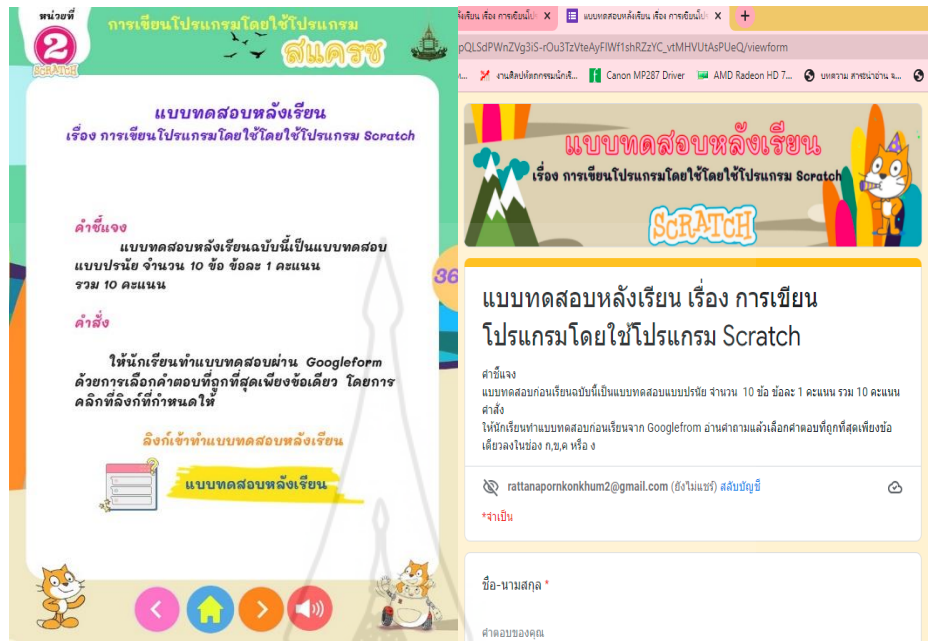 หน่วยที่
2
SCRATCH
การเขียนโปรแกรมโดยใช้โปรแกรม
สแครช
แบบทดสอบหลังเรียน
เรื่อง การเขียนโปรแกรมโดยใช้โดยใช้โปรแกรม Scratch
คำชี้แจง
แบบทดสอบหลังเรียนฉบับนี้เป็นแบบทดสอบ
แบบปรนัย จำนวน 10 ข้อ ข้อละ 1 คะแนน
รวม 10 คะแนน
36
คำสั่ง
ให้นักเรียนทำแบบทดสอบผ่าน Googleform
ด้วยการเลือกคำตอบที่ถูกที่สุดเพียงข้อเดียว โดยการ
คลิกที่ลิงก์ที่กำหนดให้
ลิงก์เข้าทำแบบทดสอบหลังเรียน
แบบทดสอบหลังเรียน
แบบทดสอบหลังเรียน เรื่อง การเขียนโป
pQLSdPWnZVg3iS-rOu3TzVteAyFlWf1shRZzYC_vtMHVUtAsPUeQ/viewform
งานศิลปหัตถกรรมนักเรี... Canon MP287 Driver AMD Radeon HD 7... บทความ สาระน่าอ่าน จ...
แบบทดสอบหลังเรียน
เรื่อง การเขียนโปรแกรมโดยใช้โดยใช้โปรแกรม Scratch
SCRATCH
แบบทดสอบหลังเรียน เรื่อง การเขียน
โปรแกรมโดยใช้โปรแกรม Scratch
คำชี้แจง
แบบทดสอบก่อนเรียนฉบับนี้เป็นแบบทดสอบแบบปรนัย จำนวน 10 ข้อ ข้อละ 1 คะแนน รวม 10 คะแนน
คำสั่ง
ให้นักเรียนทำแบบทดสอบก่อนเรียนจาก Googlefrom อ่านคำถามแล้วเลือกคำตอบที่ถูกที่สุดเพียงข้อ
เดียวลงในช่อง ก,ข,ค หรือ ง
rattanapornkonkhum2@gmail.com (ยังไม่แชร์) สลับบัญชี
*จำเป็น
ชื่อ-นามสกุล *
คำตอบของคุณ